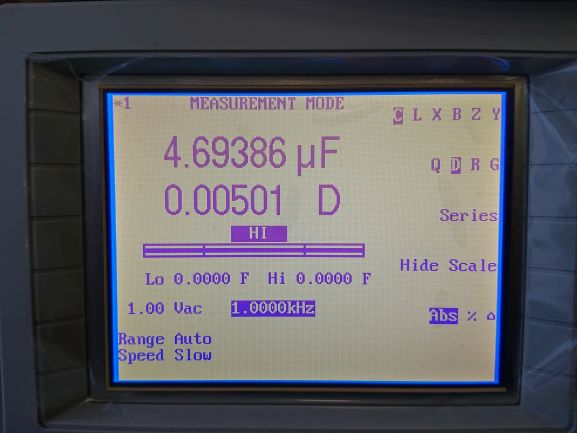 *1 MEASUREMENT MODE
C L X B Z Y
4.69386 µF
Q D R G
0.00501 D
Series
HI
Hide Scale
Lo 0.0000 F Hi 0.0000 F
1.00 Vac 1.0000kHz
Abs % Δ
Range Auto
Speed Slow